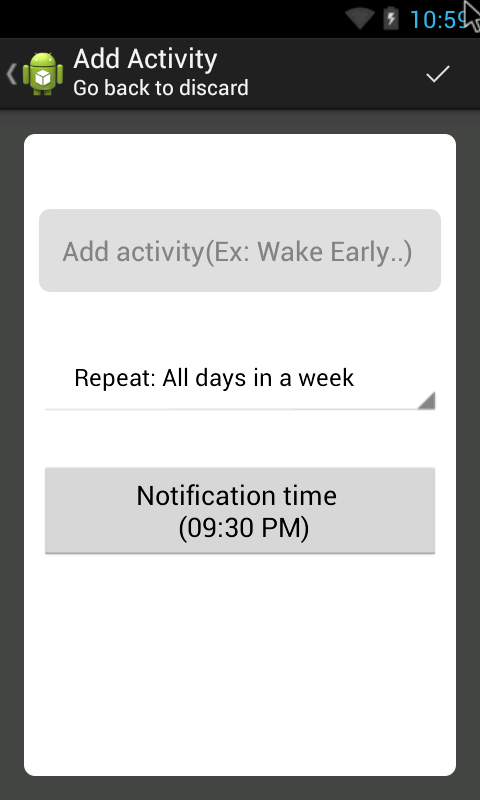 10:59
Add Activity
Go back to discard
Add activity(Ex: Wake Early..)
Repeat: All days in a week
Notification time
(09:30 PM)